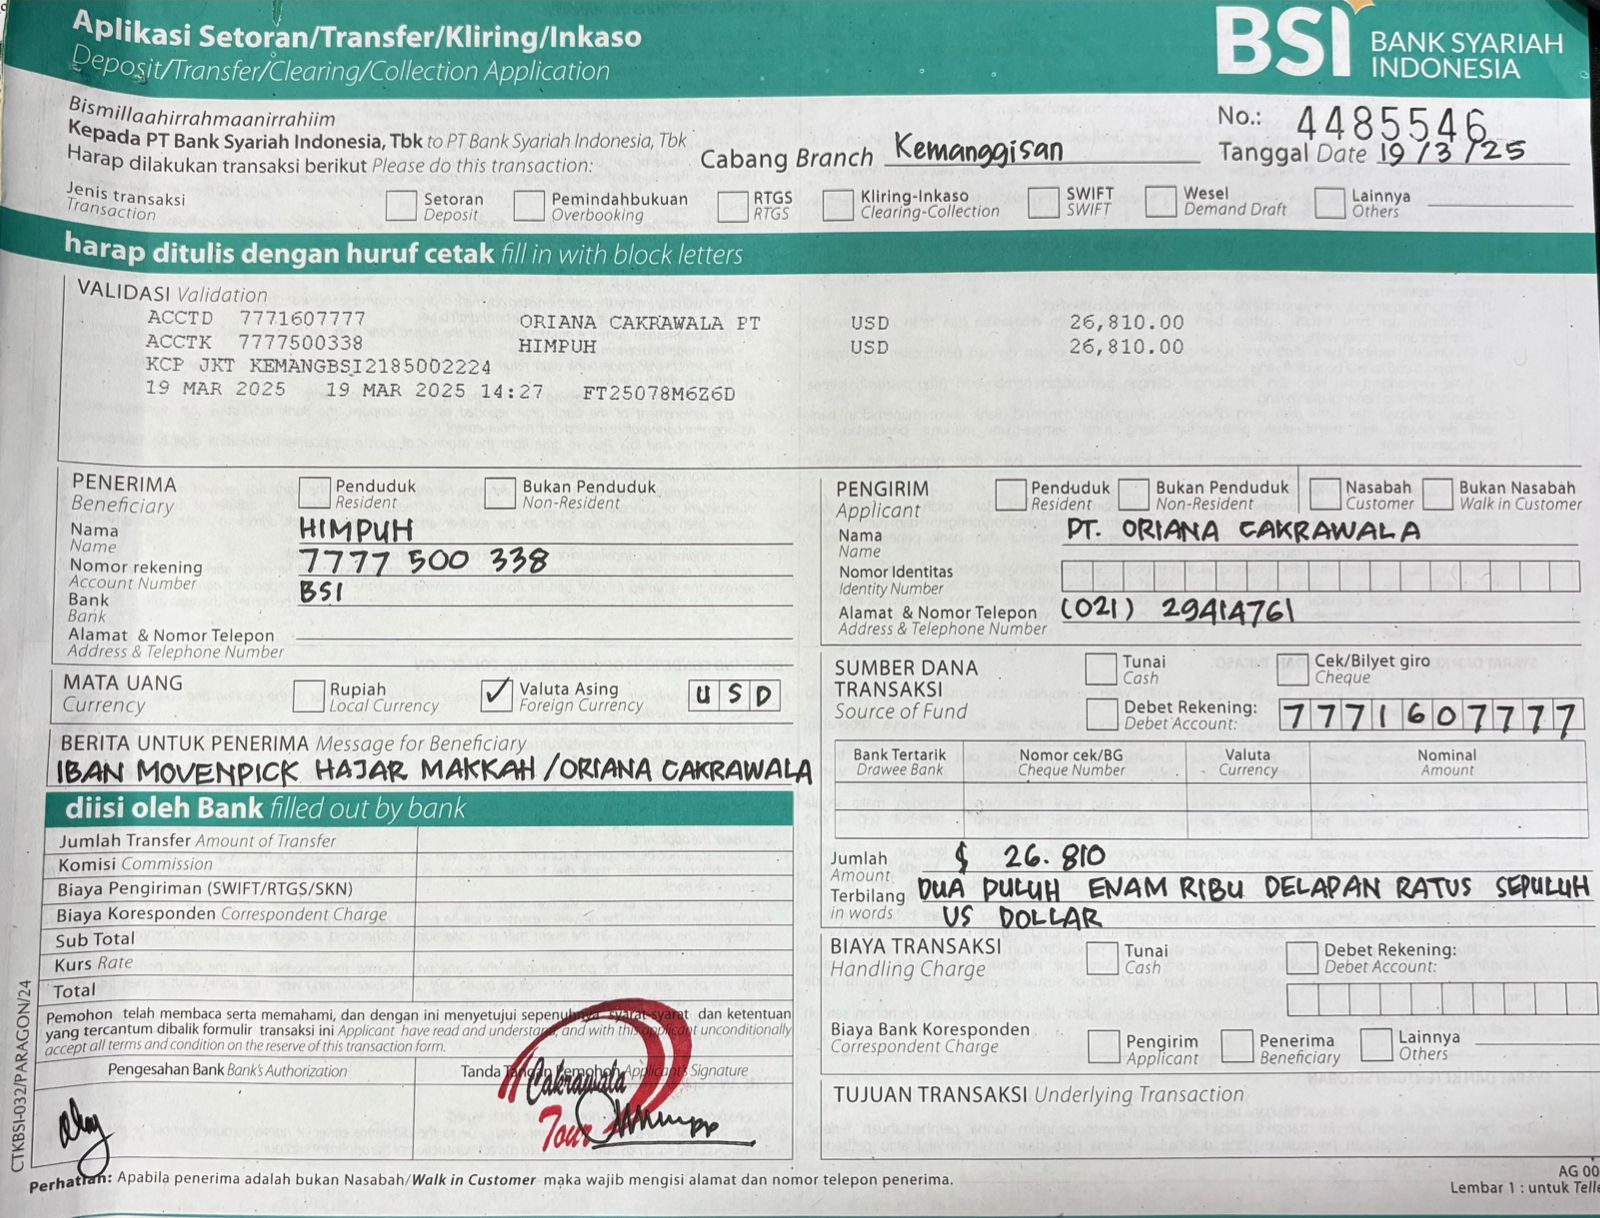 Aplikasi Setoran/Transfer/Kliring/Inkaso
Deposit/Transfer/Clearing/Collection Application
BSI BANK SYARIAH INDONESIA
Bismillaahirrahmaanirrahiim
Kepada PT Bank Syariah Indonesia, Tbk to PT Bank Syariah Indonesia, Tbk
Harap dilakukan transaksi berikut Please do this transaction:
Cabang Branch Kemanggisan
No.: 4485546
Tanggal Date 19/3/25
Jenis transaksi Transaction
Setoran Deposit
Pemindahbukuan Overbooking
RTGS RTGS
Kliring-Inkaso Clearing-Collection
SWIFT SWIFT
Wesel Demand Draft
Lainnya Others
harap ditulis dengan huruf cetak fill in with block letters
VALIDASI Validation
ACCTD 7771607777 ORIANA CAKRAWALA PT USD 26,810.00
ACCTK 7777500338 HIMPUH USD 26,810.00
KCP JKT KEMANGBSI2185002224
19 MAR 2025 19 MAR 2025 14:27 FT25078M6Z6D
PENERIMA Beneficiary
Penduduk Resident
Bukan Penduduk Non-Resident
Nama Name HIMPUH
Nomor rekening Account Number 7777 500 338
Bank Bank BSI
Alamat & Nomor Telepon
Address & Telephone Number
MATA UANG Currency
Rupiah Local Currency
✓ Valuta Asing Foreign Currency
USD
BERITA UNTUK PENERIMA Message for Beneficiary
IBAN MOVENPICK HAJAR MAKKAH/ORIANA CAKRAWALA
diisi oleh Bank filled out by bank
Jumlah Transfer Amount of Transfer
Komisi Commission
Biaya Pengiriman (SWIFT/RTGS/SKN)
Biaya Koresponden Correspondent Charge
Sub Total
Kurs Rate
Total
Pemohon telah membaca serta memahami, dan dengan ini menyetujui sepenuhnya syarat-syarat dan ketentuan
yang tercantum dibalik formulir transaksi ini Applicant have read and understand, and with this applicant unconditionally
accept all terms and condition on the reserve of this transaction form.
Pengesahan Bank Bank's Authorization
Tanda Tangan Pemohon Applicant's Signature
Cakrawala
Tour
PENGIRIM Applicant
Penduduk Resident
Bukan Penduduk Non-Resident
Nasabah Customer
Bukan Nasabah Walk in Customer
Nama Name PT. ORIANA CAKRAWALA
Nomor Identitas Identity Number
Alamat & Nomor Telepon (021) 29414761
Address & Telephone Number
SUMBER DANA TRANSAKSI
Source of Fund
Tunai Cash
Cek/Bilyet giro Cheque
Debet Rekening: Debet Account: 7771607777
Bank Tertarik Drawee Bank
Nomor cek/BG Cheque Number
Valuta Currency
Nominal Amount
Jumlah Amount $ 26.810
Terbilang in words DUA PULUH ENAM RIBU DELAPAN RATUS SEPULUH
US DOLLAR
BIAYA TRANSAKSI Handling Charge
Tunai Cash
Debet Rekening: Debet Account:
Biaya Bank Koresponden Correspondent Charge
Pengirim Applicant
Penerima Beneficiary
Lainnya Others
TUJUAN TRANSAKSI Underlying Transaction
CTKBSI-032/PARAGON/24
Perhatian: Apabila penerima adalah bukan Nasabah/Walk in Customer maka wajib mengisi alamat dan nomor telepon penerima.
AG 00
Lembar 1 : untuk Telle